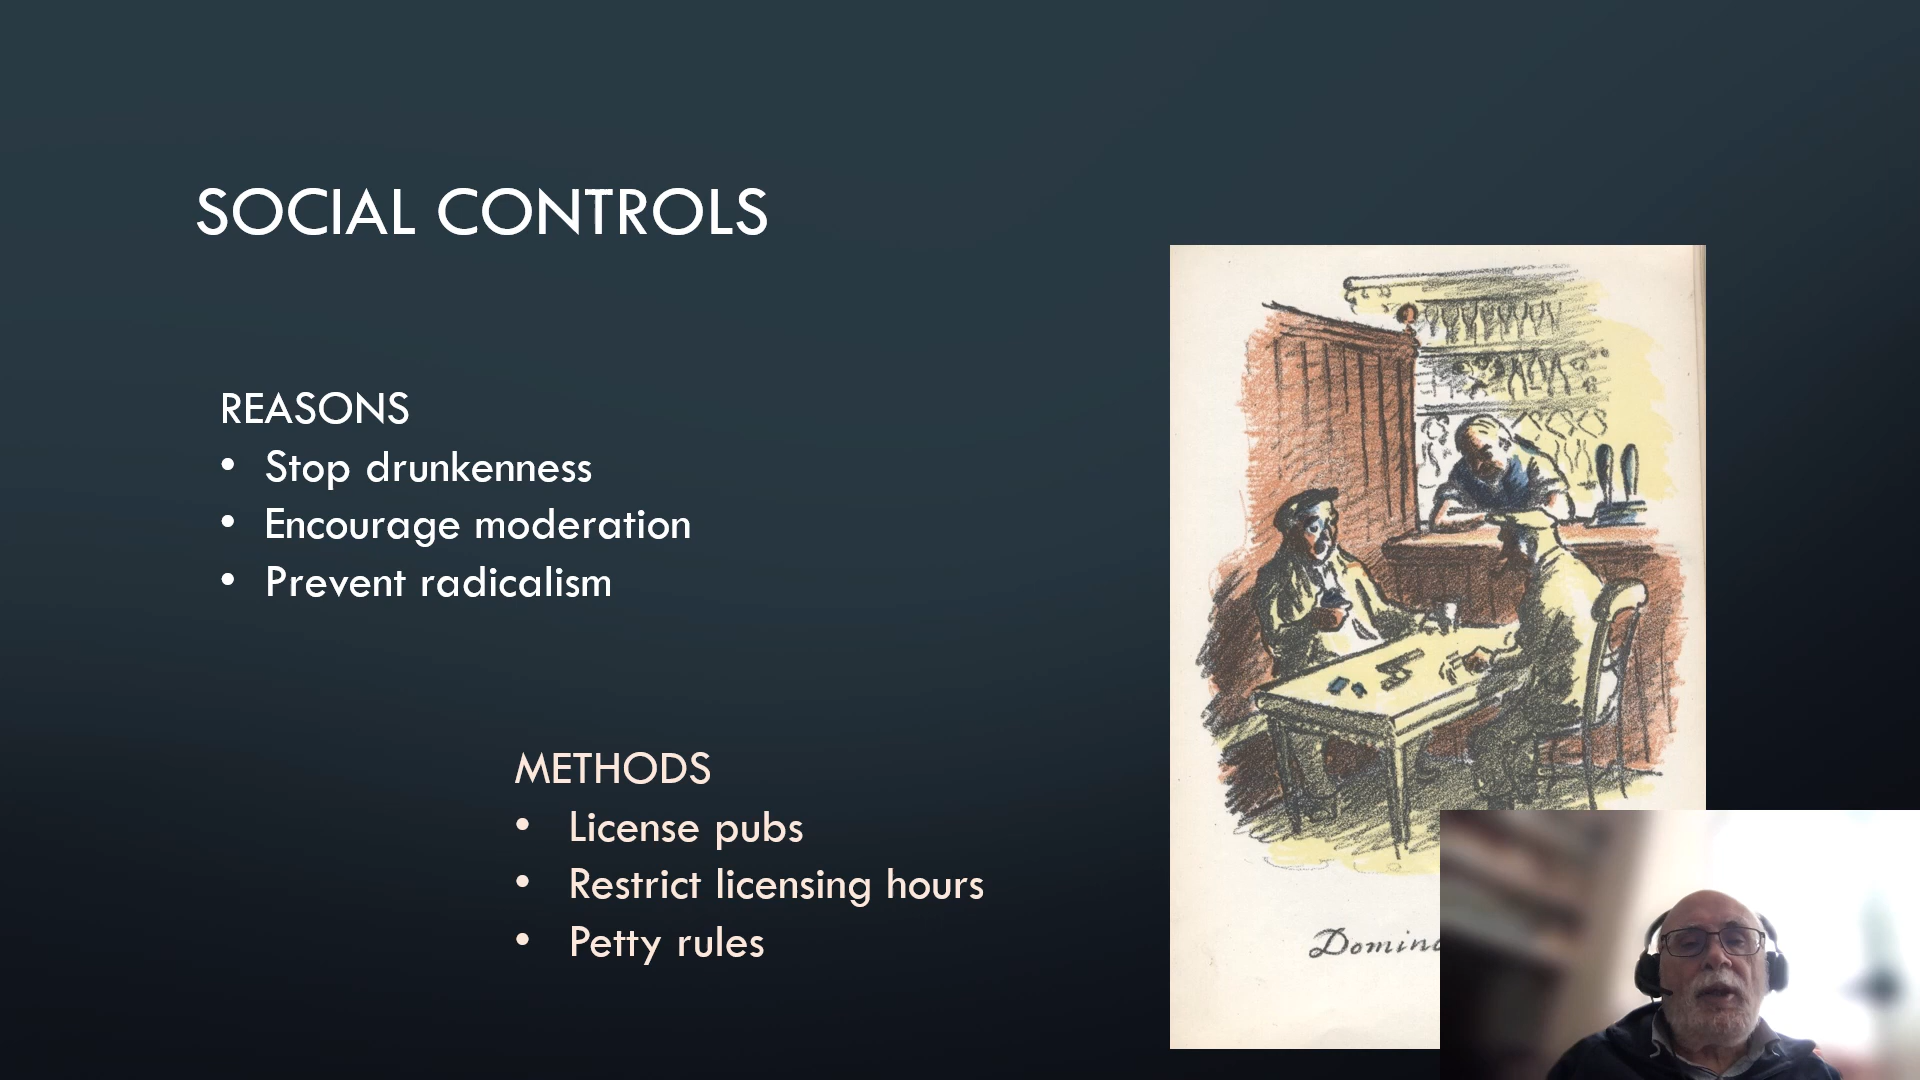 SOCIAL CONTROLS
REASONS
• Stop drunkenness
• Encourage moderation
• Prevent radicalism
METHODS
• License pubs
• Restrict licensing hours
• Petty rules